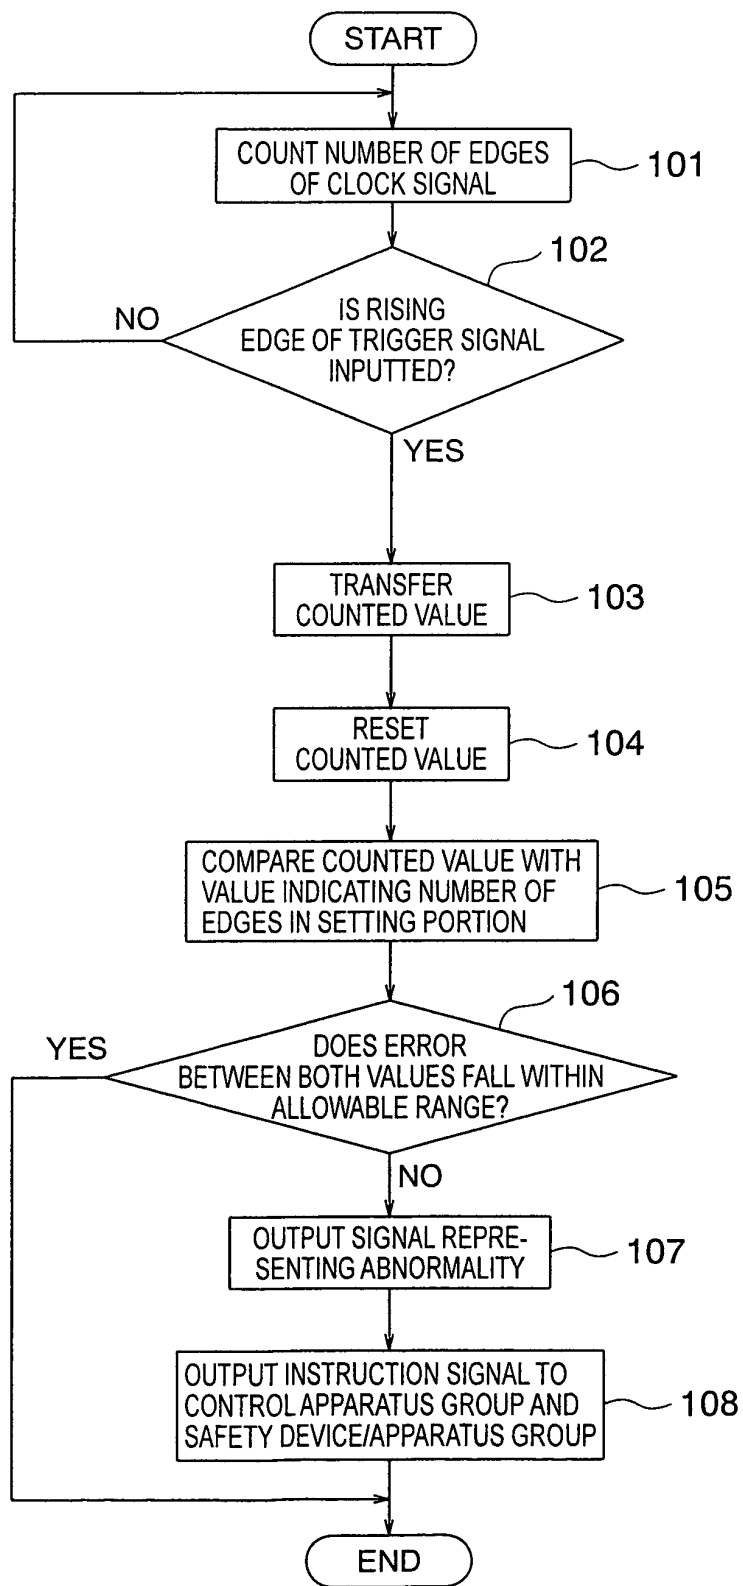 START
COUNT NUMBER OF EDGES
OF CLOCK SIGNAL
101
102
IS RISING
EDGE OF TRIGGER SIGNAL
INPUTTED?
NO
YES
TRANSFER
COUNTED VALUE
103
RESET
COUNTED VALUE
104
COMPARE COUNTED VALUE WITH
VALUE INDICATING NUMBER OF
EDGES IN SETTING PORTION
105
106
YES
DOES ERROR
BETWEEN BOTH VALUES FALL WITHIN
ALLOWABLE RANGE?
NO
OUTPUT SIGNAL REPRE-
SENTING ABNORMALITY
107
OUTPUT INSTRUCTION SIGNAL TO
CONTROL APPARATUS GROUP AND
SAFETY DEVICE/APPARATUS GROUP
108
END